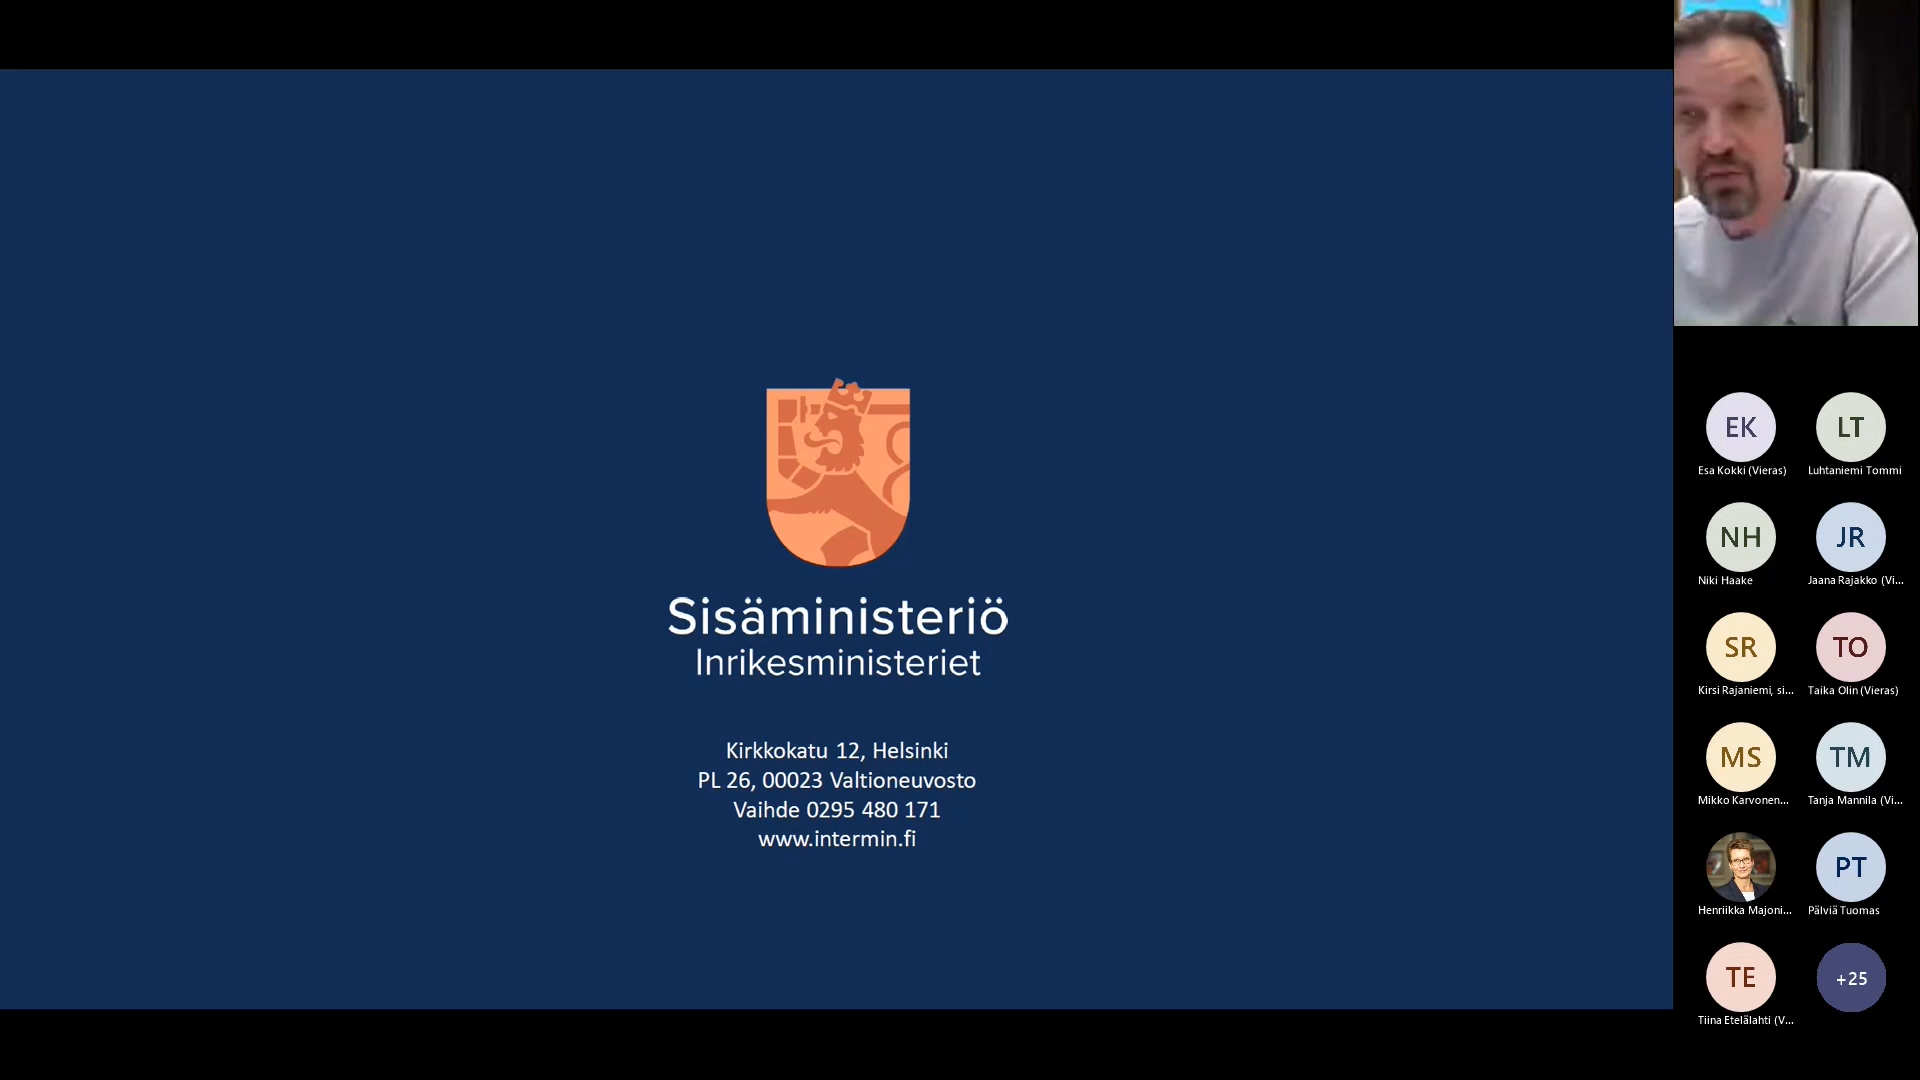 Sisäministeriö
Inrikesministeriet
Kirkkokatu 12, Helsinki
PL 26, 00023 Valtioneuvosto
Vaihde 0295 480 171
www.intermin.fi
EK
Esa Kokki (Vieras)
LT
Luhtaniemi Tommi
NH
Niki Haake
JR
Jaana Rajakko (Vi...
SR
Kirsi Rajaniemi, si...
TO
Taika Olin (Vieras)
MS
Mikko Karvonen...
TM
Tanja Mannila (Vi...
Henriikka Majoni...
PT
Pälviä Tuomas
TE
Tiina Etelälahti (V...
+25